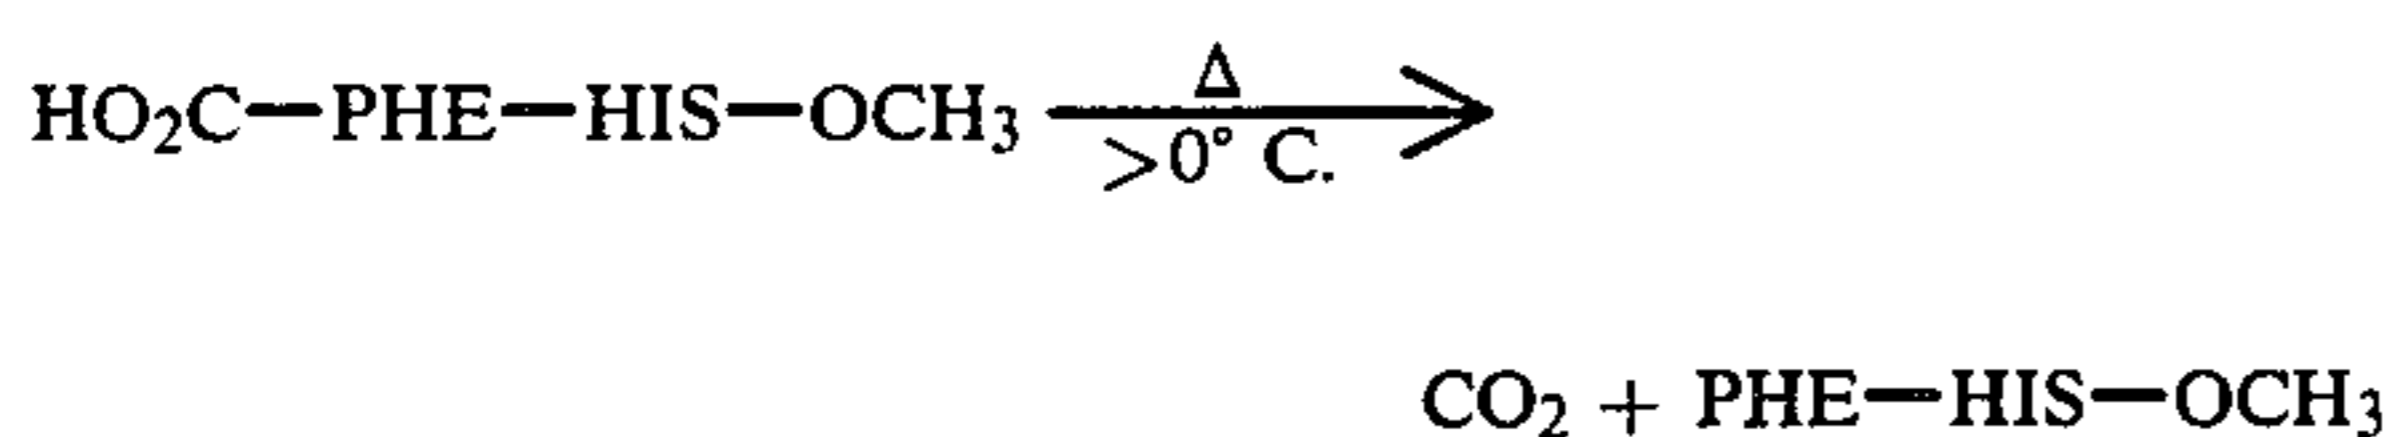 HO₂C—PHE—HIS—OCH₃ Δ >0° C.
CO₂ + PHE—HIS—OCH₃